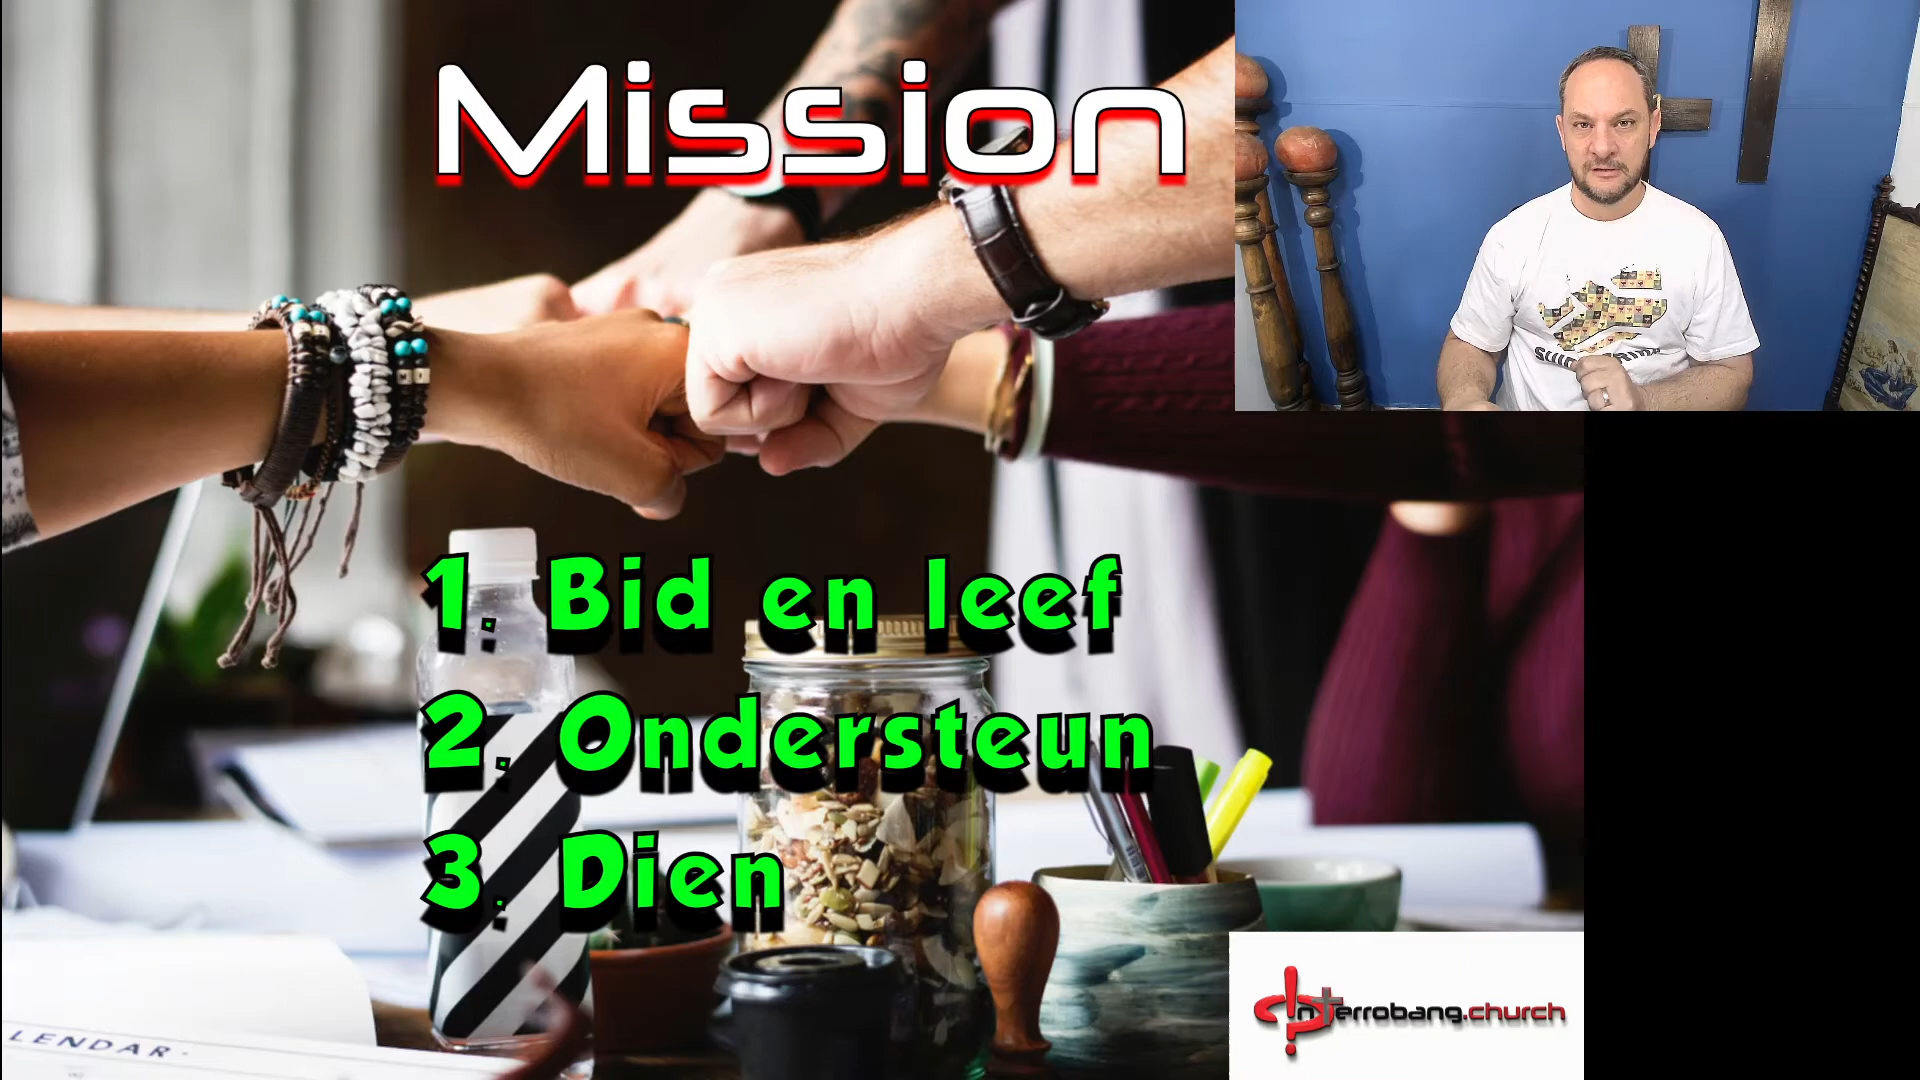 Mission
1. Bid en leef
2. Ondersteun
3. Dien
LENDAR
Interrobang.church